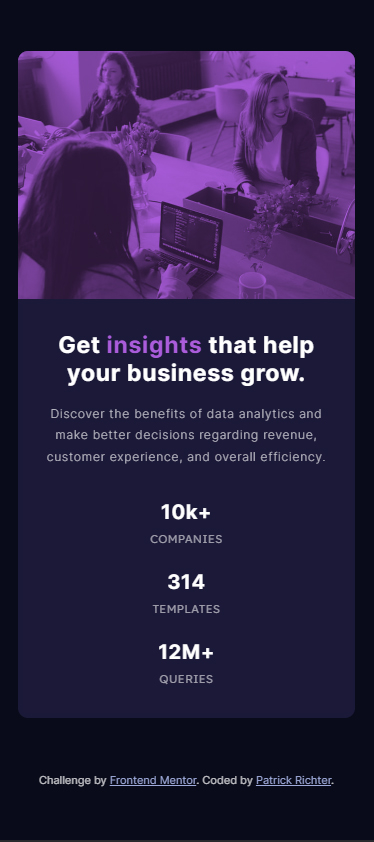 Get insights that help
your business grow.
Discover the benefits of data analytics and
make better decisions regarding revenue,
customer experience, and overall efficiency.
10k+
COMPANIES
314
TEMPLATES
12M+
QUERIES
Challenge by Frontend Mentor. Coded by Patrick Richter.